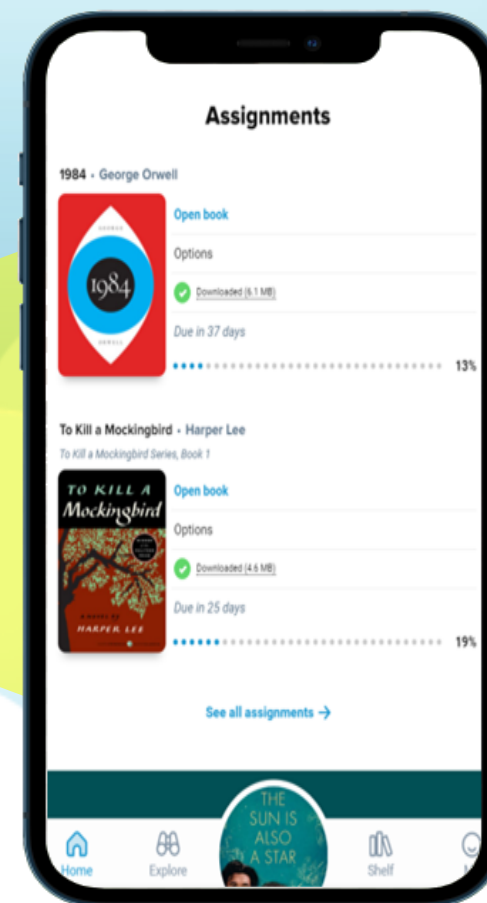 Assignments
1984 • George Orwell
GEORGE
1984
ORWELL
Open book
Options
Downloaded (6.1 MB)
Due in 37 days
13%
To Kill a Mockingbird • Harper Lee
To Kill a Mockingbird Series, Book 1
TO KILL A
Mockingbird
HARPER LEE
Open book
Options
Downloaded (4.6 MB)
Due in 25 days
19%
See all assignments →
THE
SUN IS
ALSO
A STAR
Home
Explore
Shelf